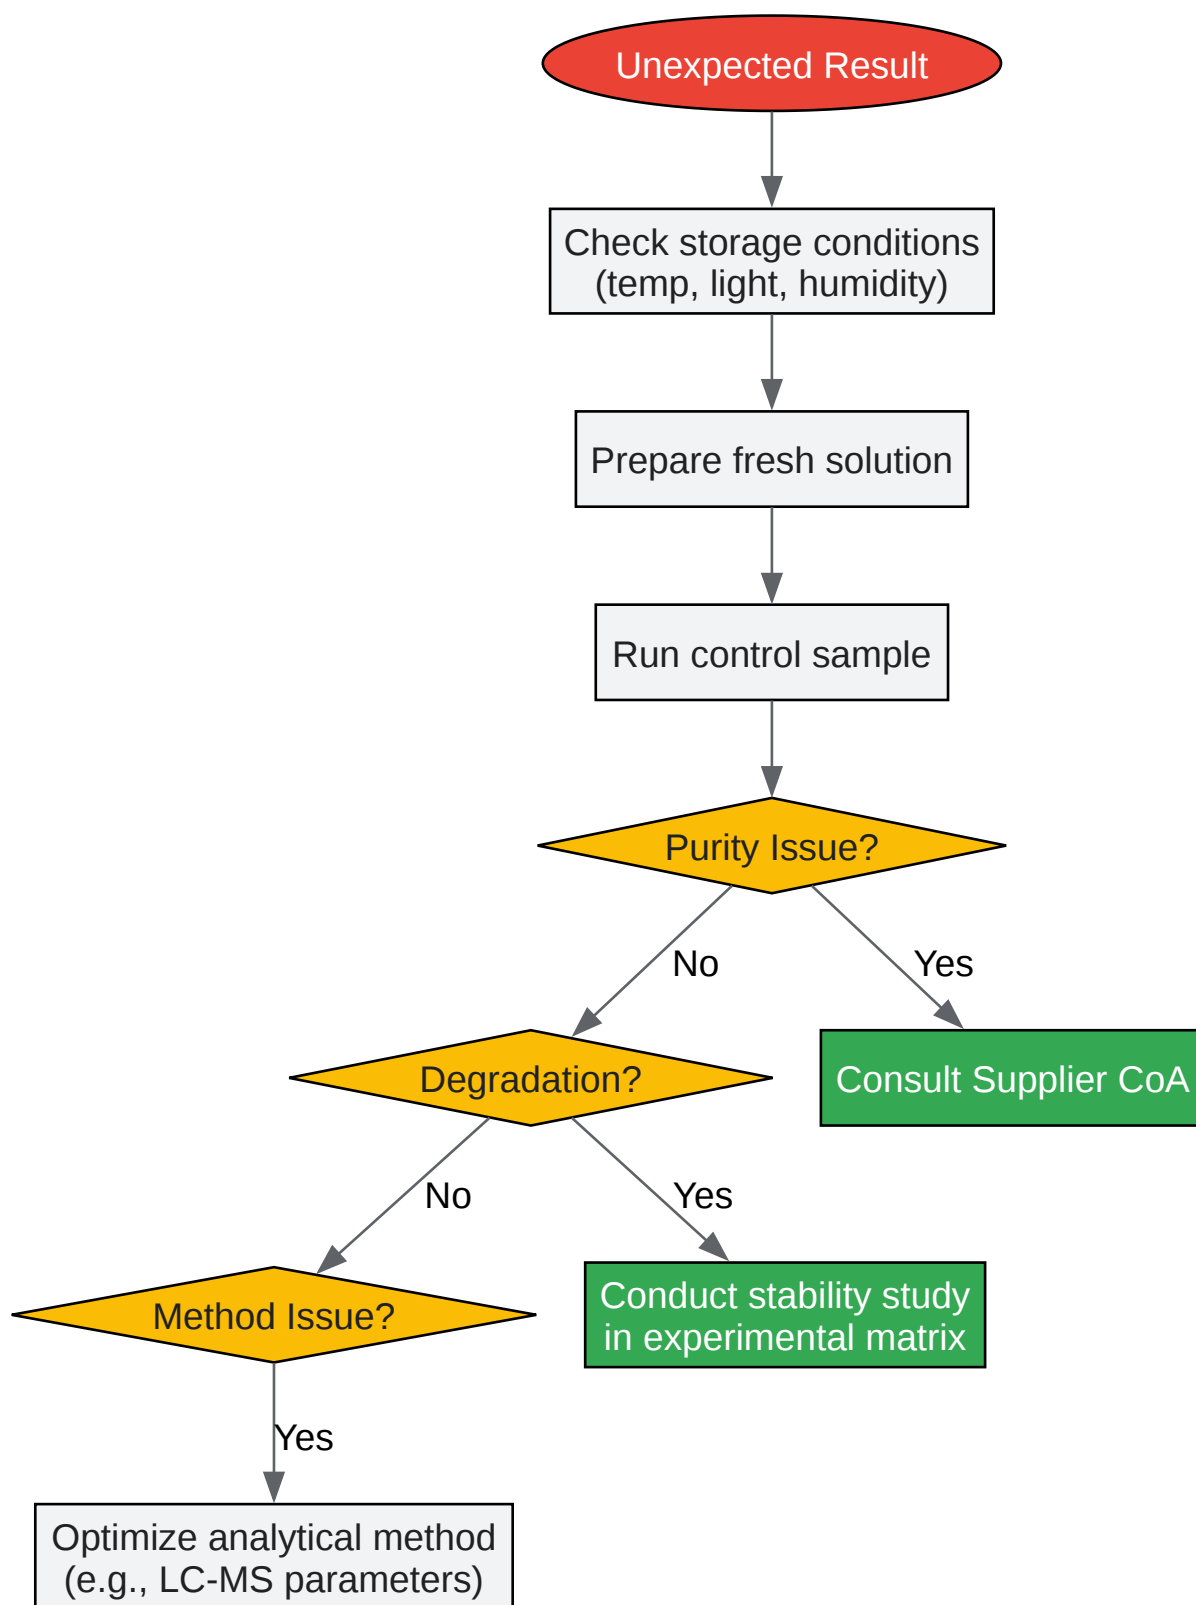 Unexpected Result
Check storage conditions
(temp, light, humidity)
Prepare fresh solution
Run control sample
Purity Issue?
No
Yes
Degradation?
Consult Supplier CoA
No
Yes
Method Issue?
Conduct stability study
in experimental matrix
Yes
Optimize analytical method
(e.g., LC-MS parameters)